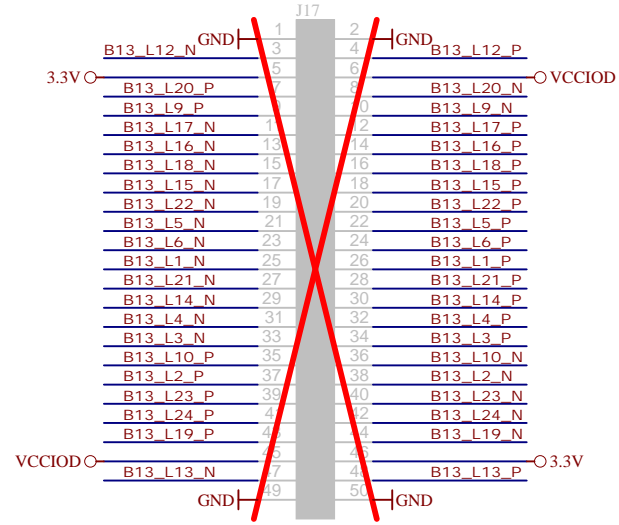 J17
GND 1 2 GND
B13_L12_N 3 4 B13_L12_P
3.3V 5 6 VCCIOD
B13_L20_P 7 8 B13_L20_N
B13_L9_P B13_L9_N
B13_L17_N 12 B13_L17_P
B13_L16_N 13 14 B13_L16_P
B13_L18_N 15 16 B13_L18_P
B13_L15_N 17 18 B13_L15_P
B13_L22_N 19 20 B13_L22_P
B13_L5_N 21 22 B13_L5_P
B13_L6_N 23 24 B13_L6_P
B13_L1_N 25 26 B13_L1_P
B13_L21_N 27 28 B13_L21_P
B13_L14_N 29 30 B13_L14_P
B13_L4_N 31 32 B13_L4_P
B13_L3_N 33 34 B13_L3_P
B13_L10_P 35 36 B13_L10_N
B13_L2_P 37 38 B13_L2_N
B13_L23_P 39 40 B13_L23_N
B13_L24_P 42 B13_L24_N
B13_L19_P 44 B13_L19_N
VCCIOD 45 46 3.3V
B13_L13_N 47 48 B13_L13_P
GND 49 50 GND